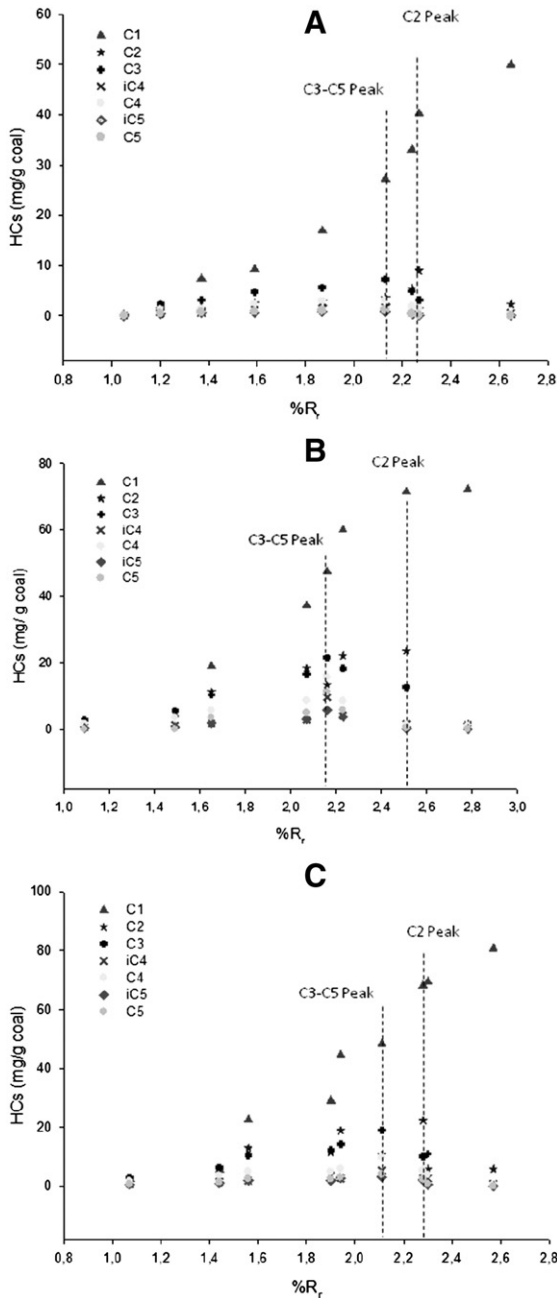 A
C2 Peak
C1
C2
C3
iC4
C4
iC5
C5
C3-C5 Peak
HCs (mg/g coal)
60
50
40
30
20
10
0
0,8 1,0 1,2 1,4 1,6 1,8 2,0 2,2 2,4 2,6 2,8
%Rr
B
C2 Peak
C1
C2
C3
iC4
C4
iC5
C5
C3-C5 Peak
HCs (mg/ g coal)
80
60
40
20
0
1,0 1,2 1,4 1,6 1,8 2,0 2,2 2,4 2,6 2,8 3,0
%Rr
C
C2 Peak
C1
C2
C3
iC4
C4
iC5
C5
C3-C5 Peak
HCs (mg/g coal)
100
80
60
40
20
0
0,8 1,0 1,2 1,4 1,6 1,8 2,0 2,2 2,4 2,6 2,8
%Rr